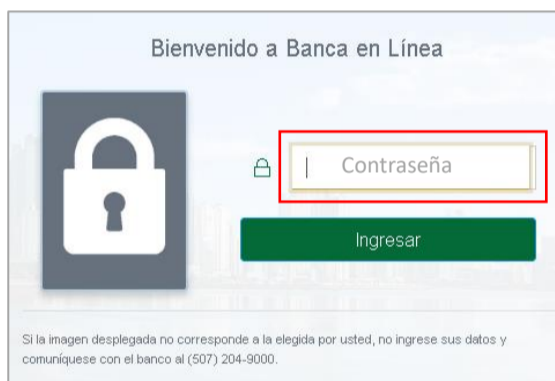 Bienvenido a Banca en Línea
Contraseña
Ingresar
Si la imagen desplegada no corresponde a la elegida por usted, no ingrese sus datos y
comuníquese con el banco al (507) 204-9000.